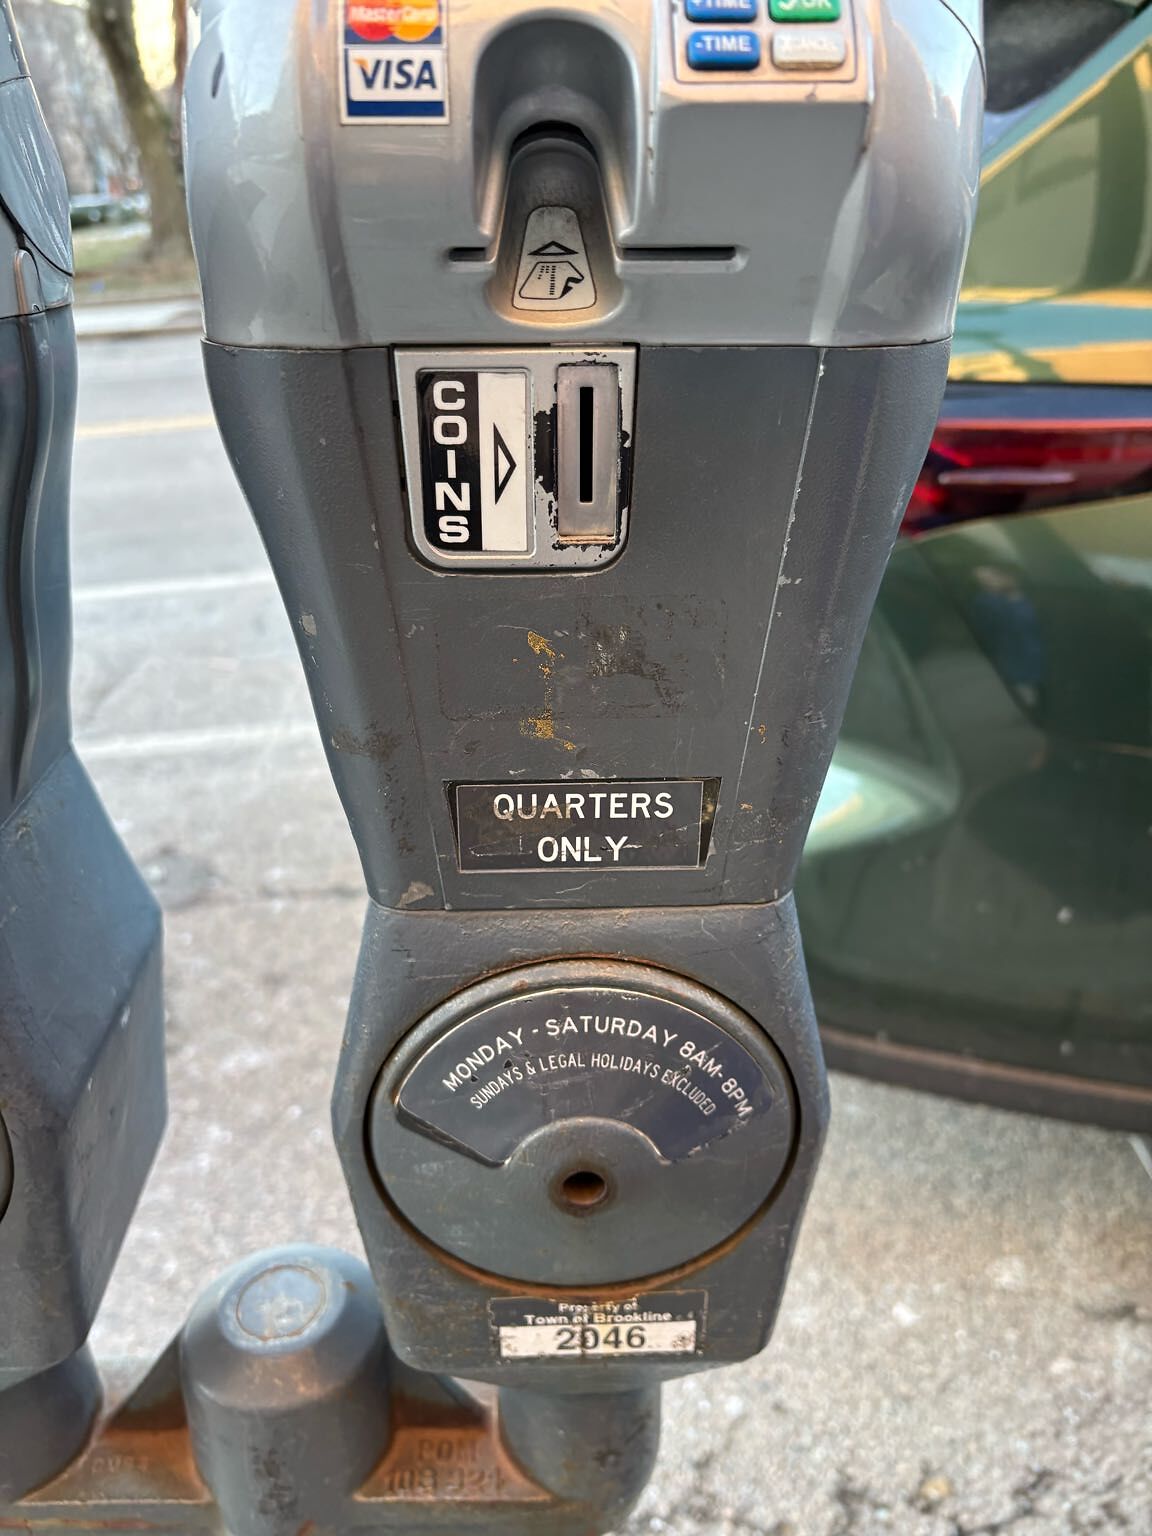 MasterCard
VISA
+TIME
OK
-TIME
CANCEL
COINS
QUARTERS
ONLY
MONDAY - SATURDAY 8AM-8PM
SUNDAYS & LEGAL HOLIDAYS EXCLUDED
Property of
Town of Brookline
2046
POM